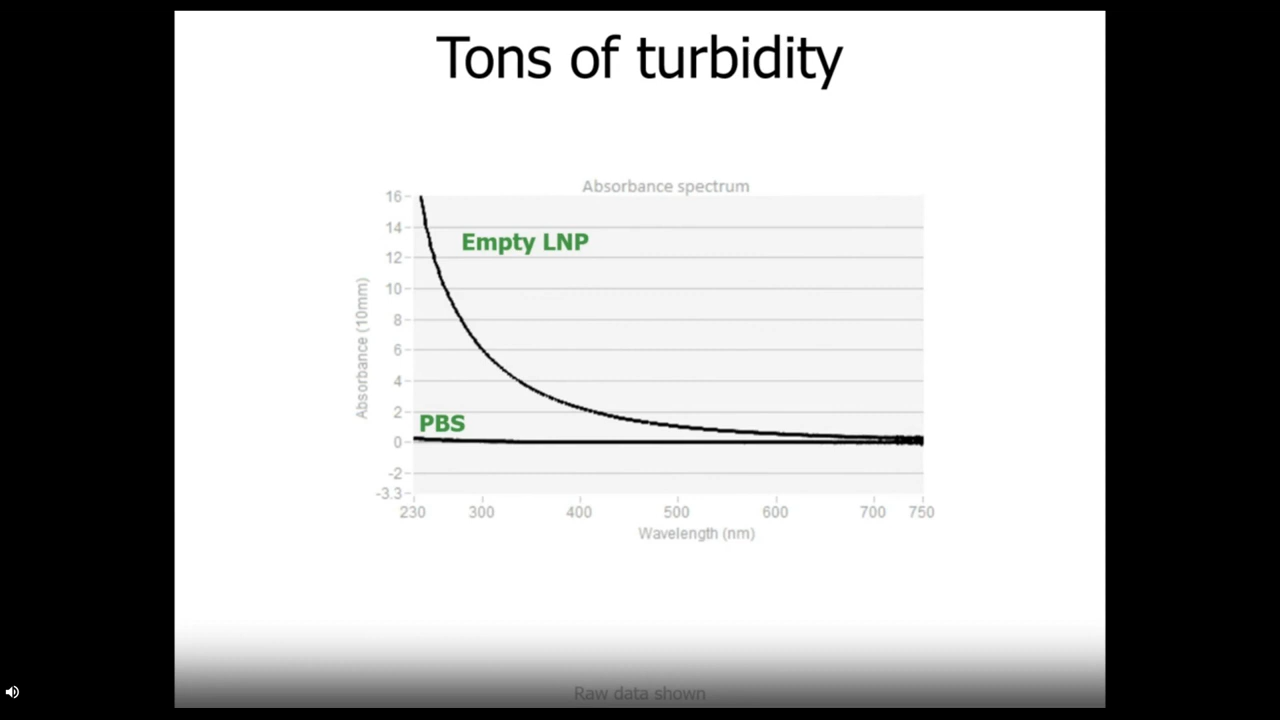 Tons of turbidity
Absorbance spectrum
16
14
12
10
8
6
4
2
0
-2
-3.3
Absorbance (10mm)
Empty LNP
PBS
230 300 400 500 600 700 750
Wavelength (nm)
Raw data shown